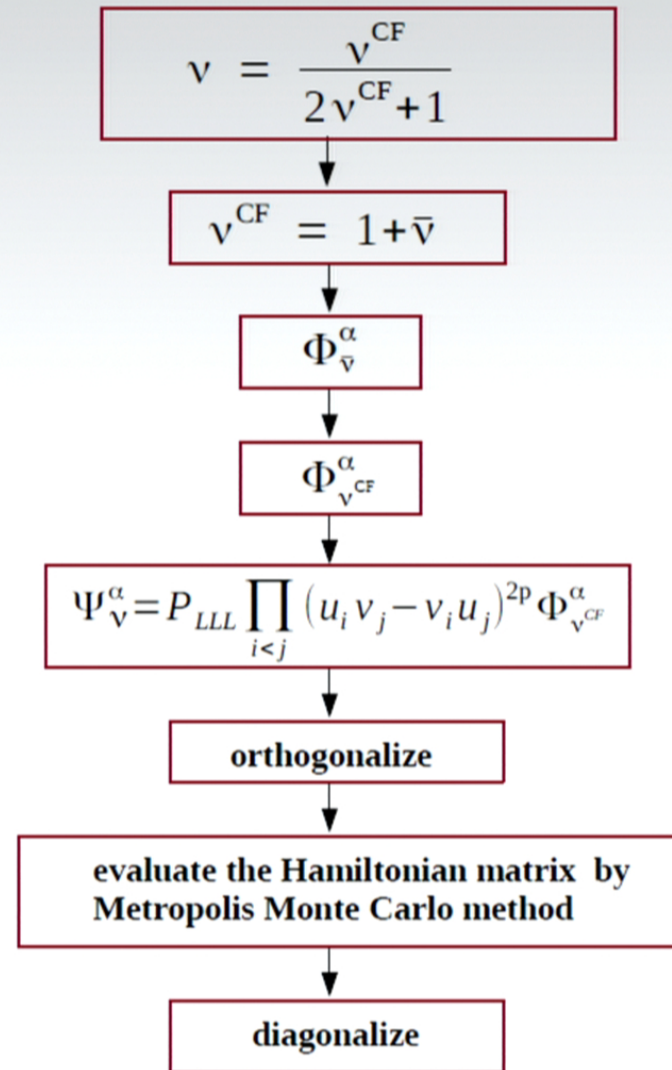 ν = ν^CF / (2ν^CF+1)
ν^CF = 1+ν̄
Φ^α_ν̄
Φ^α_ν^CF
Ψ^α_ν=P_LLL ∏_i<j (u_i v_j−v_i u_j)^2p Φ^α_ν^CF
orthogonalize
evaluate the Hamiltonian matrix by
Metropolis Monte Carlo method
diagonalize